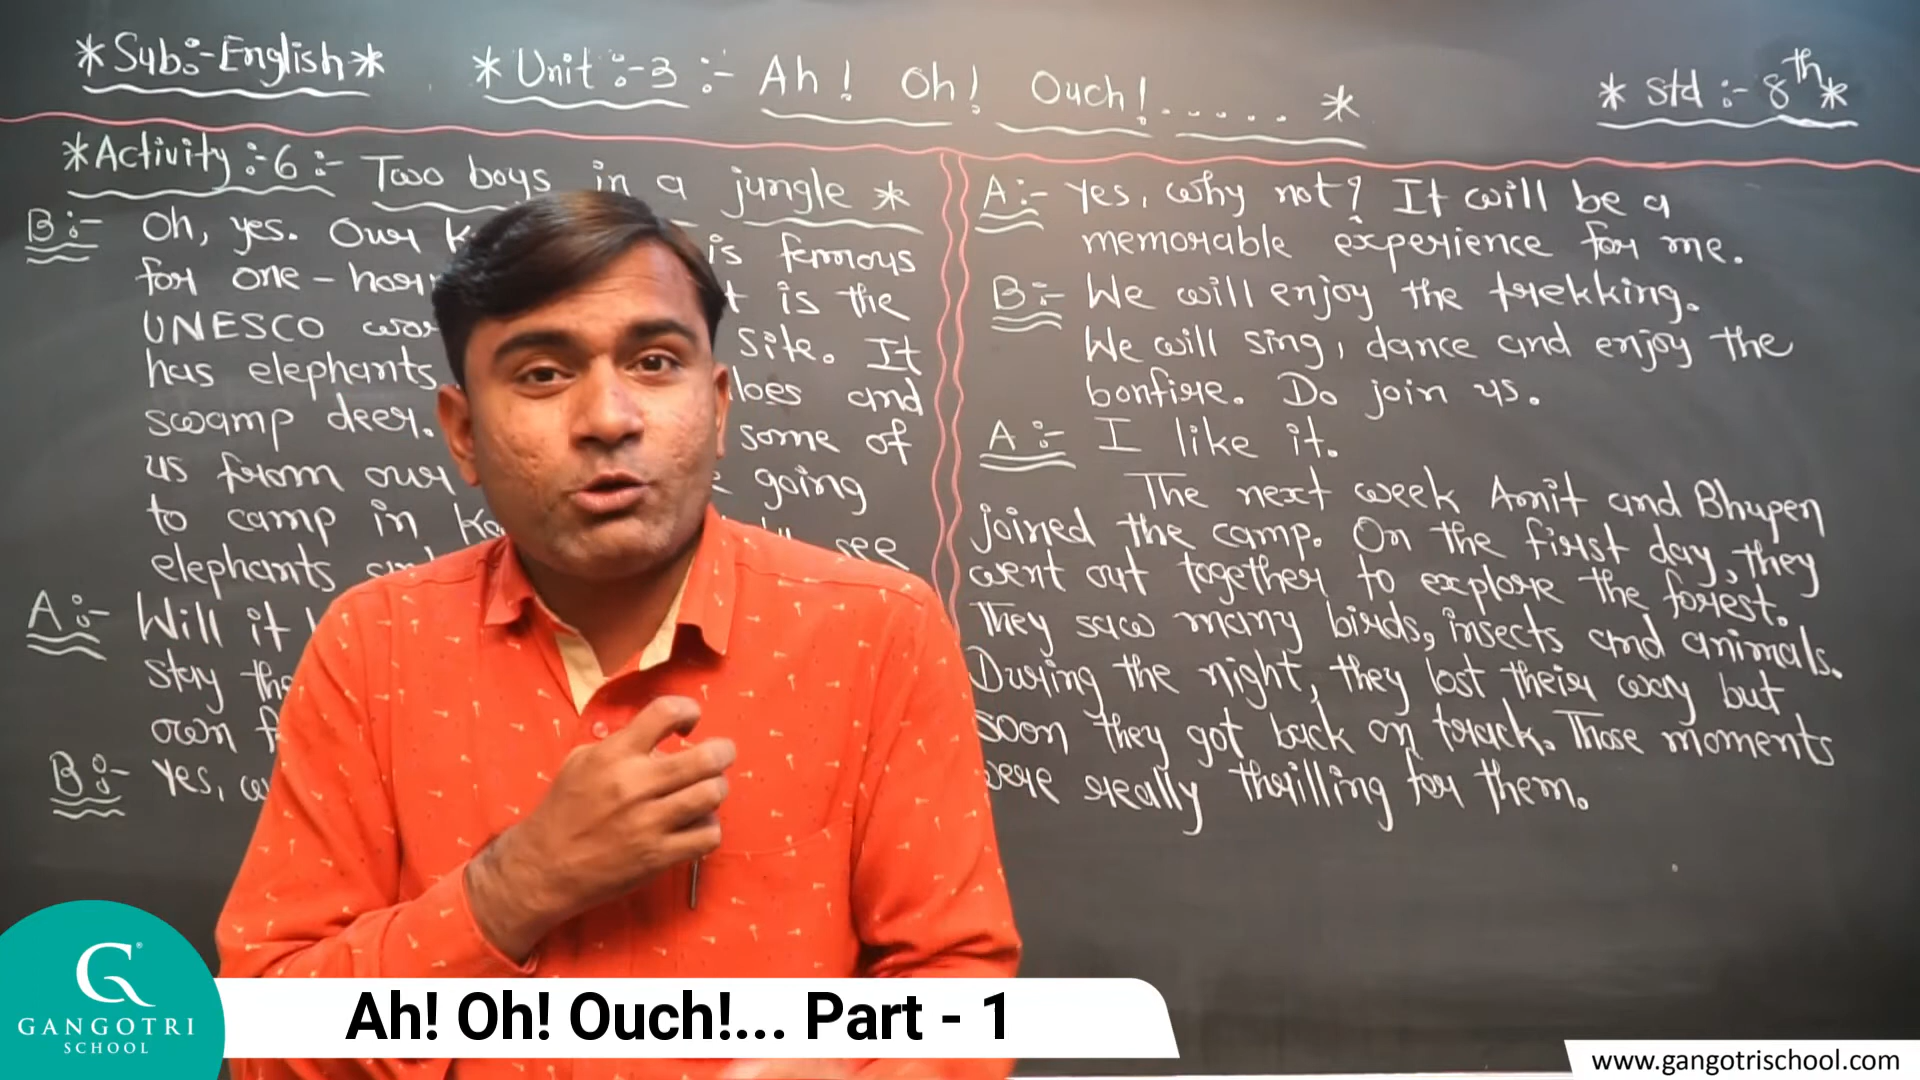 *Sub:-English*
*Unit:-3:- Ah! Oh! Ouch!...... *
* Std:- 8th*
*Activity:-6:- Two boys in a jungle *
B:- Oh, yes. Our is famous
for one-horn is the
UNESCO site. It
has elephants and
swamp deer. some of
us from our going
to camp in see
elephants
A:- Will it
stay
own
B:- Yes,
A:- Yes, why not? It will be a
memorable experience for me.
B:- We will enjoy the trekking.
We will sing, dance and enjoy the
bonfire. Do join us.
A:- I like it.
The next week Amit and Bhupen
joined the camp. On the first day, they
went out together to explore the forest.
They saw many birds, insects and animals.
During the night, they lost their way but
soon they got back on track. Those moments
were really thrilling for them.
G
GANGOTRI
SCHOOL
Ah! Oh! Ouch!... Part - 1
www.gangotrischool.com